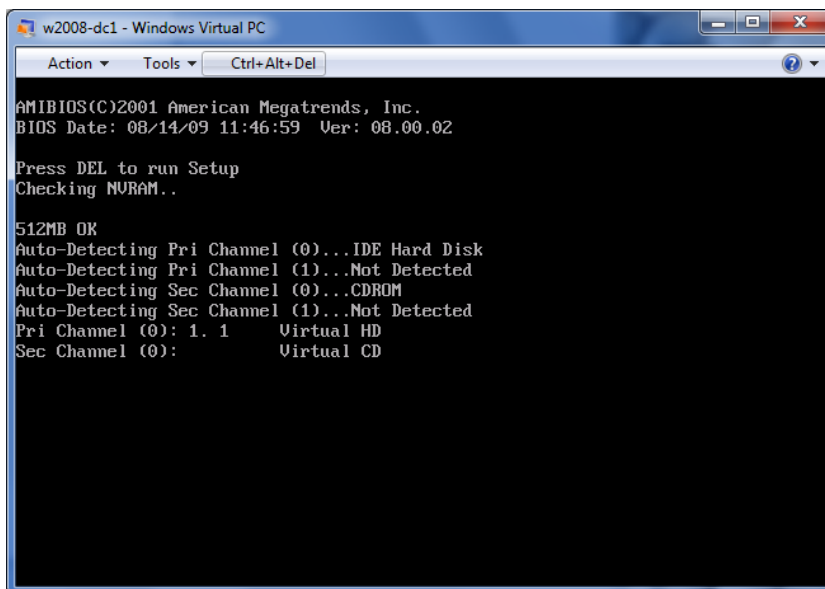 w2008-dc1 - Windows Virtual PC
Action Tools Ctrl+Alt+Del
AMIBIOS(C)2001 American Megatrends, Inc.
BIOS Date: 08/14/09 11:46:59 Ver: 08.00.02
Press DEL to run Setup
Checking NVRAM..
512MB OK
Auto-Detecting Pri Channel (0)...IDE Hard Disk
Auto-Detecting Pri Channel (1)...Not Detected
Auto-Detecting Sec Channel (0)...CDROM
Auto-Detecting Sec Channel (1)...Not Detected
Pri Channel (0): 1. 1 Virtual HD
Sec Channel (0): Virtual CD